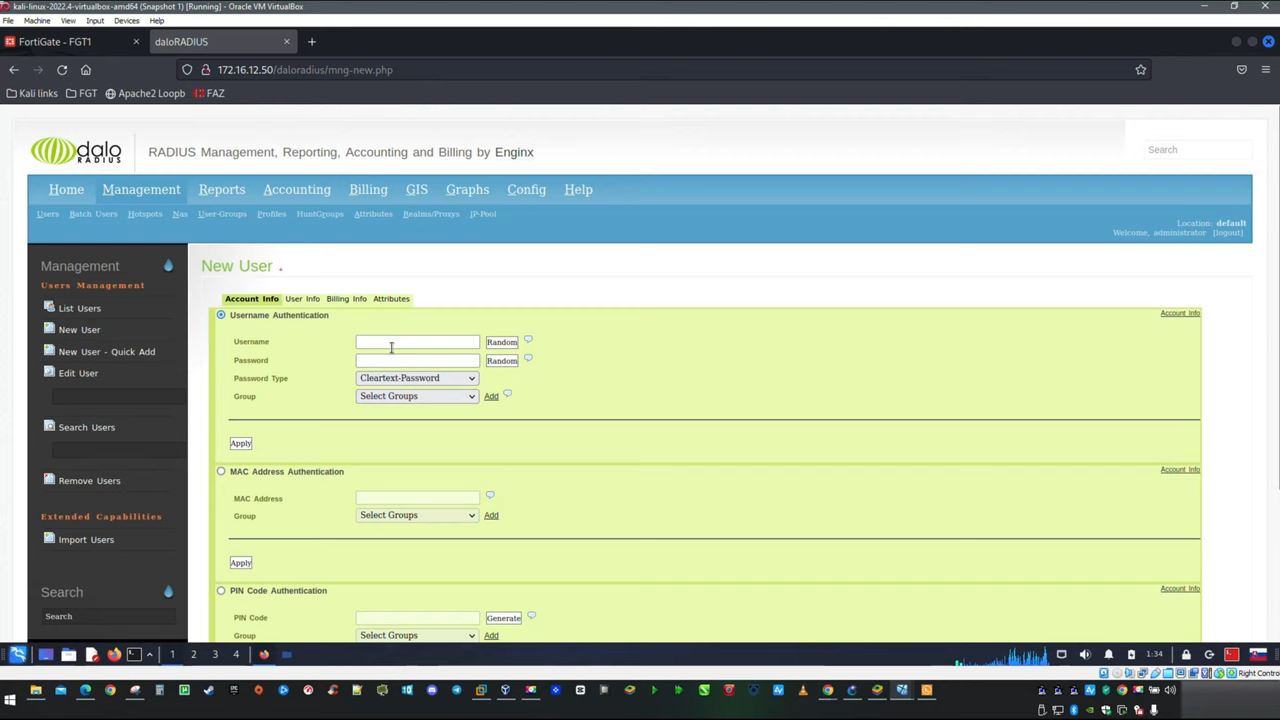 kali-linux-2022.4-virtualbox-amd64 (Snapshot 1) [Running] - Oracle VM VirtualBox
File Machine View Input Devices Help
FortiGate - FGT1
daloRADIUS
172.16.12.50/daloradius/mng-new.php
Kali links FGT Apache2 Loopb FAZ
dalo RADIUS
RADIUS Management, Reporting, Accounting and Billing by Enginx
Search
Home Management Reports Accounting Billing GIS Graphs Config Help
Users Batch Users Hotspots Nas User-Groups Profiles HuntGroups Attributes Realms/Proxys IP-Pool
Location: default
Welcome, administrator [logout]
Management
Users Management
List Users
New User
New User - Quick Add
Edit User
Search Users
Remove Users
Extended Capabilities
Import Users
Search
Search
New User
Account Info User Info Billing Info Attributes
Username Authentication
Account Info
Username
Random
Password
Random
Password Type
Cleartext-Password
Group
Select Groups
Add
Apply
MAC Address Authentication
Account Info
MAC Address
Group
Select Groups
Add
Apply
PIN Code Authentication
Account Info
PIN Code
Generate
Group
Select Groups
Add
1 2 3 4
1:34
Right Control